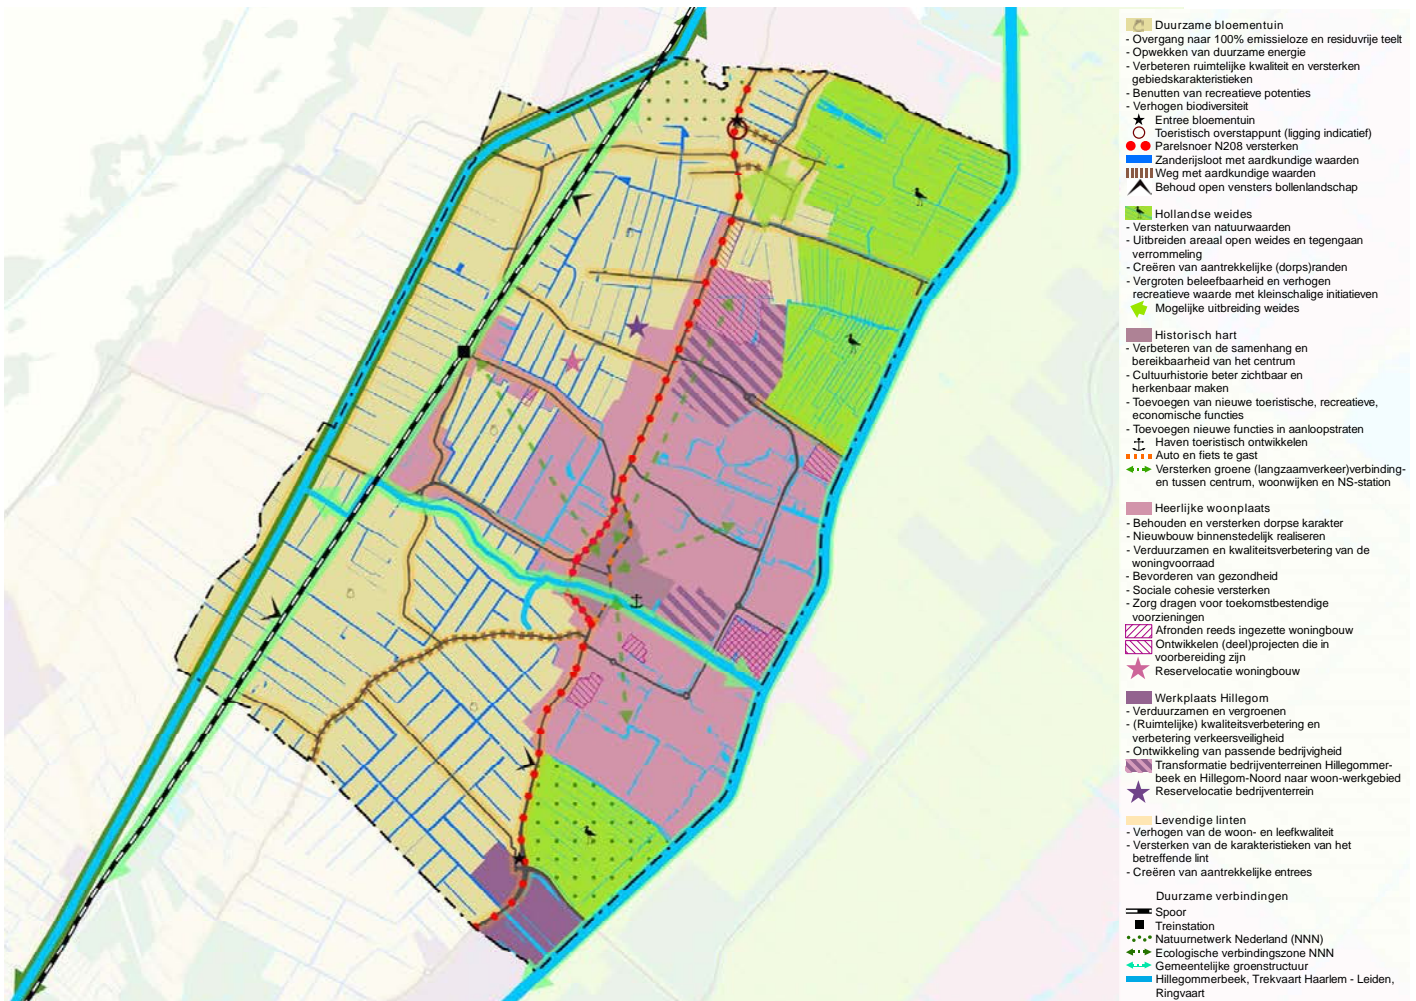 Duurzame bloementuin
- Overgang naar 100% emissieloze en residuvrije teelt
- Opwekken van duurzame energie
- Verbeteren ruimtelijke kwaliteit en versterken
gebiedskarakteristieken
- Benutten van recreatieve potenties
- Verhogen biodiversiteit
Entree bloementuin
Toeristisch overstappunt (ligging indicatief)
Parelsnoer N208 versterken
Zanderijsloot met aardkundige waarden
Weg met aardkundige waarden
Behoud open vensters bollenlandschap
Hollandse weides
- Versterken van natuurwaarden
- Uitbreiden areaal open weides en tegengaan
verrommeling
- Creëren van aantrekkelijke (dorps)randen
- Vergroten beleefbaarheid en verhogen
recreatieve waarde met kleinschalige initiatieven
Mogelijke uitbreiding weides
Historisch hart
- Verbeteren van de samenhang en
bereikbaarheid van het centrum
- Cultuurhistorie beter zichtbaar en
herkenbaar maken
- Toevoegen van nieuwe toeristische, recreatieve,
economische functies
- Toevoegen nieuwe functies in aanloopstraten
Haven toeristisch ontwikkelen
Auto en fiets te gast
Versterken groene (langzaamverkeer)verbinding-
en tussen centrum, woonwijken en NS-station
Heerlijke woonplaats
- Behouden en versterken dorpse karakter
- Nieuwbouw binnenstedelijk realiseren
- Verduurzamen en kwaliteitsverbetering van de
woningvoorraad
- Bevorderen van gezondheid
- Sociale cohesie versterken
- Zorg dragen voor toekomstbestendige
voorzieningen
Afronden reeds ingezette woningbouw
Ontwikkelen (deel)projecten die in
voorbereiding zijn
Reservelocatie woningbouw
Werkplaats Hillegom
- Verduurzamen en vergroenen
- (Ruimtelijke) kwaliteitsverbetering en
verbetering verkeersveiligheid
- Ontwikkeling van passende bedrijvigheid
Transformatie bedrijventerreinen Hillegommer-
beek en Hillegom-Noord naar woon-werkgebied
Reservelocatie bedrijventerrein
Levendige linten
- Verhogen van de woon- en leefkwaliteit
- Versterken van de karakteristieken van het
betreffende lint
- Creëren van aantrekkelijke entrees
Duurzame verbindingen
Spoor
Treinstation
Natuurnetwerk Nederland (NNN)
Ecologische verbindingszone NNN
Gemeentelijke groenstructuur
Hillegommerbeek, Trekvaart Haarlem - Leiden,
Ringvaart